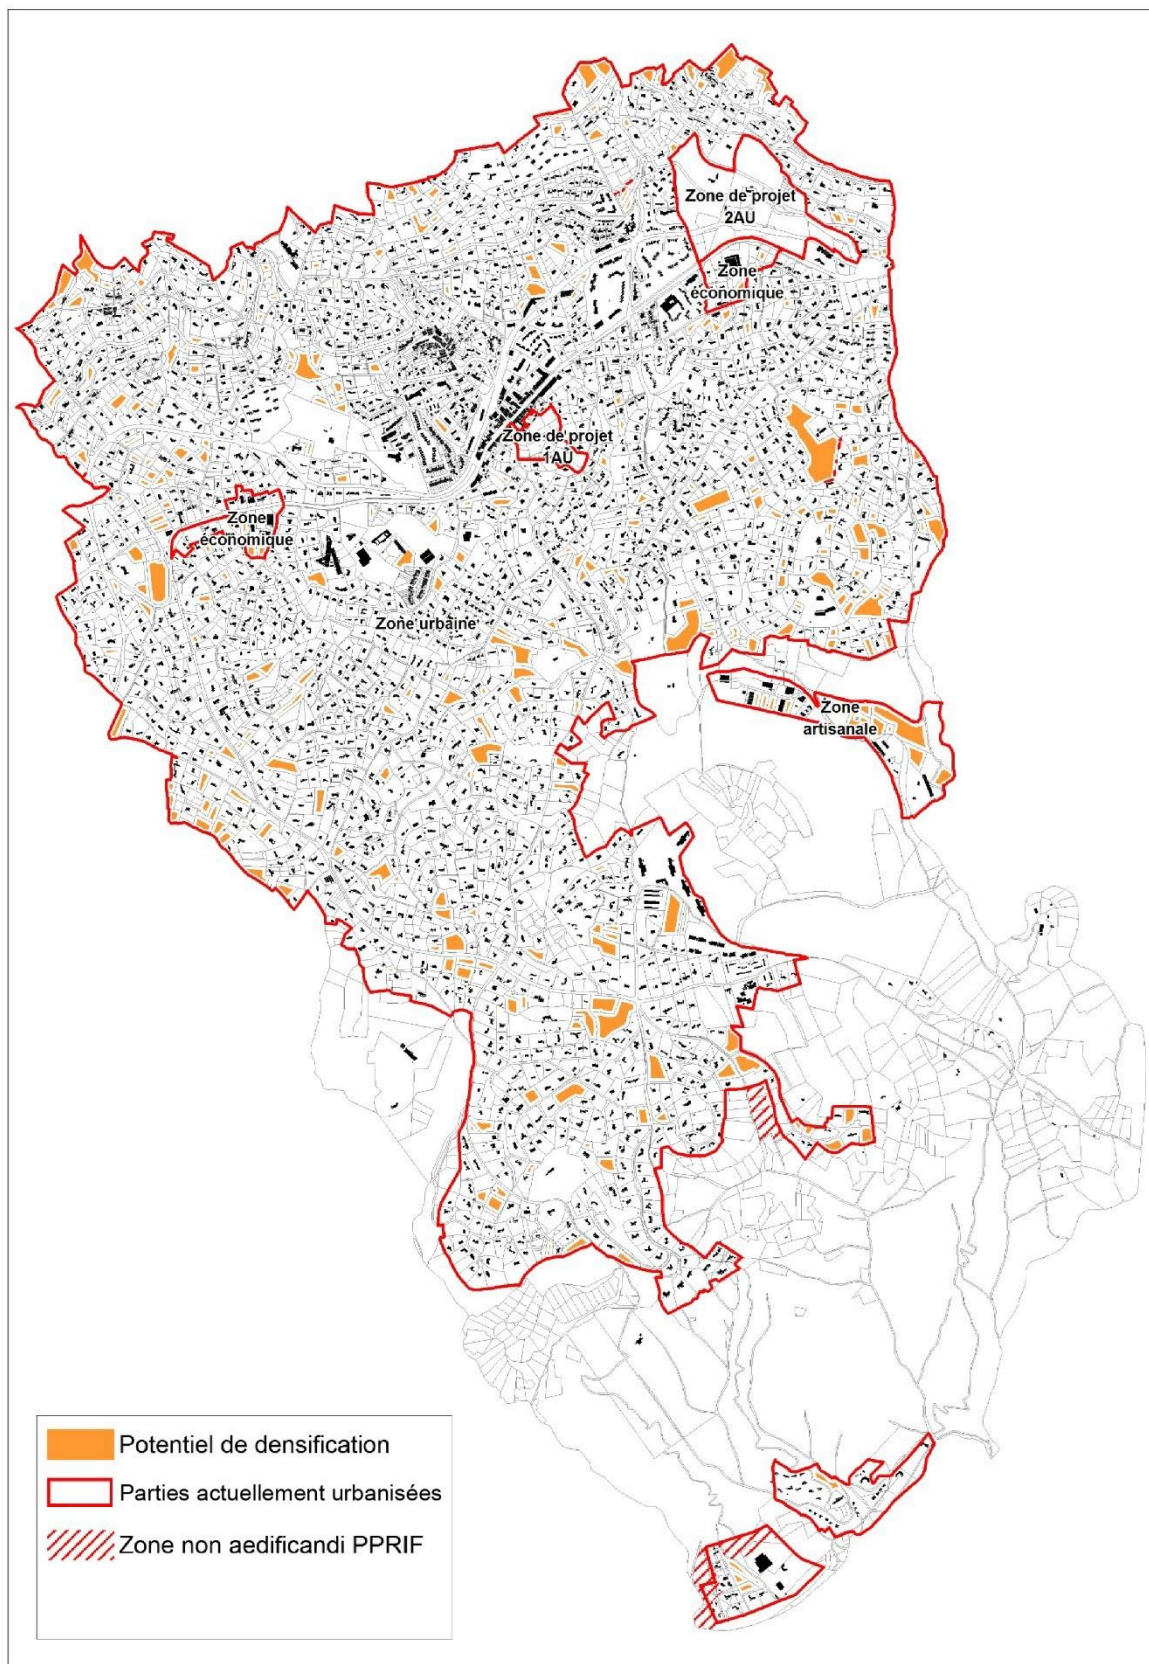 Zone de projet
2AU
Zone
économique
Zone de projet
1AU
Zone
économique
Zone urbaine
Zone
artisanale
Potentiel de densification
Parties actuellement urbanisées
Zone non aedificandi PPRIF